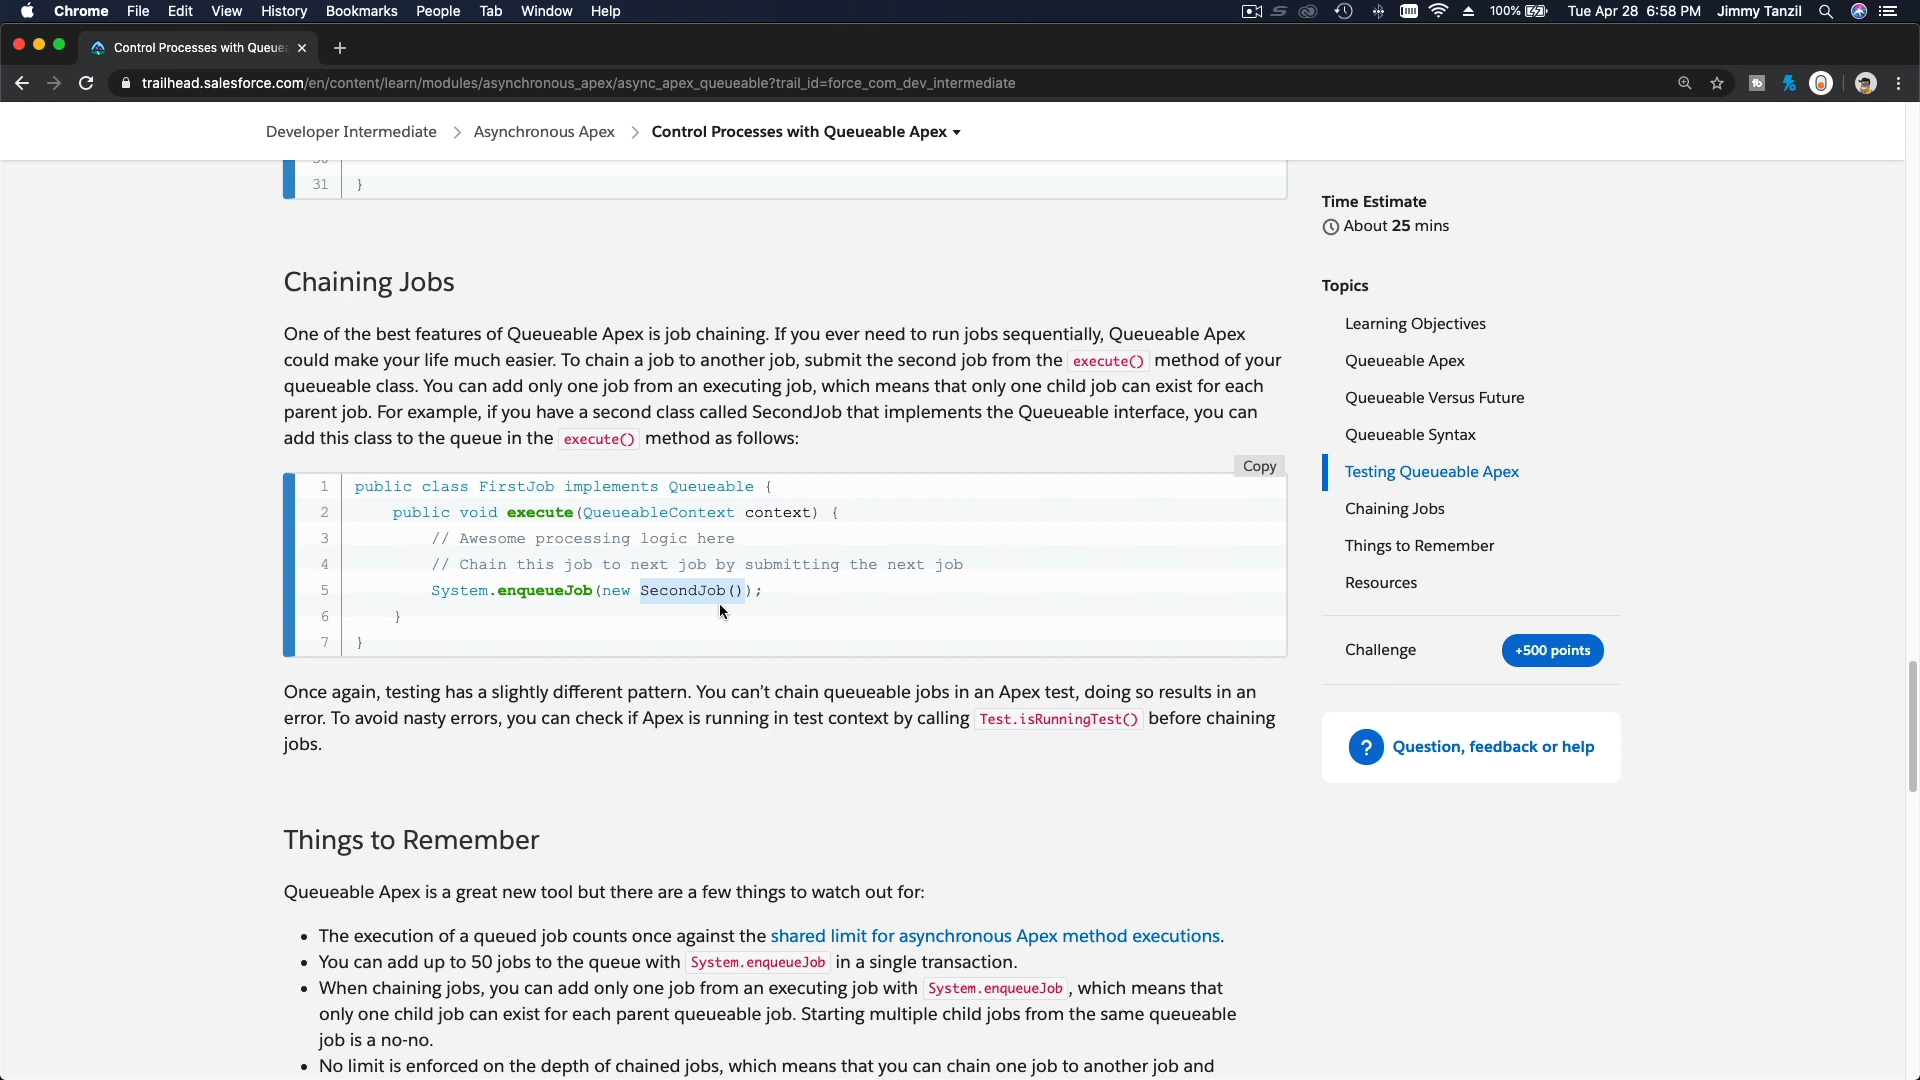 Chrome File Edit View History Bookmarks People Tab Window Help 100% Tue Apr 28 6:58 PM Jimmy Tanzil
Control Processes with Queue
trailhead.salesforce.com/en/content/learn/modules/asynchronous_apex/async_apex_queueable?trail_id=force_com_dev_intermediate
Developer Intermediate > Asynchronous Apex > Control Processes with Queueable Apex
30
31 }
Chaining Jobs
One of the best features of Queueable Apex is job chaining. If you ever need to run jobs sequentially, Queueable Apex
could make your life much easier. To chain a job to another job, submit the second job from the execute() method of your
queueable class. You can add only one job from an executing job, which means that only one child job can exist for each
parent job. For example, if you have a second class called SecondJob that implements the Queueable interface, you can
add this class to the queue in the execute() method as follows:
Copy
1 public class FirstJob implements Queueable {
2 public void execute(QueueableContext context) {
3 // Awesome processing logic here
4 // Chain this job to next job by submitting the next job
5 System.enqueueJob(new SecondJob());
6 }
7 }
Once again, testing has a slightly different pattern. You can’t chain queueable jobs in an Apex test, doing so results in an
error. To avoid nasty errors, you can check if Apex is running in test context by calling Test.isRunningTest() before chaining
jobs.
Things to Remember
Queueable Apex is a great new tool but there are a few things to watch out for:
• The execution of a queued job counts once against the shared limit for asynchronous Apex method executions.
• You can add up to 50 jobs to the queue with System.enqueueJob in a single transaction.
• When chaining jobs, you can add only one job from an executing job with System.enqueueJob, which means that
only one child job can exist for each parent queueable job. Starting multiple child jobs from the same queueable
job is a no-no.
• No limit is enforced on the depth of chained jobs, which means that you can chain one job to another job and
Time Estimate
About 25 mins
Topics
Learning Objectives
Queueable Apex
Queueable Versus Future
Queueable Syntax
Testing Queueable Apex
Chaining Jobs
Things to Remember
Resources
Challenge +500 points
? Question, feedback or help